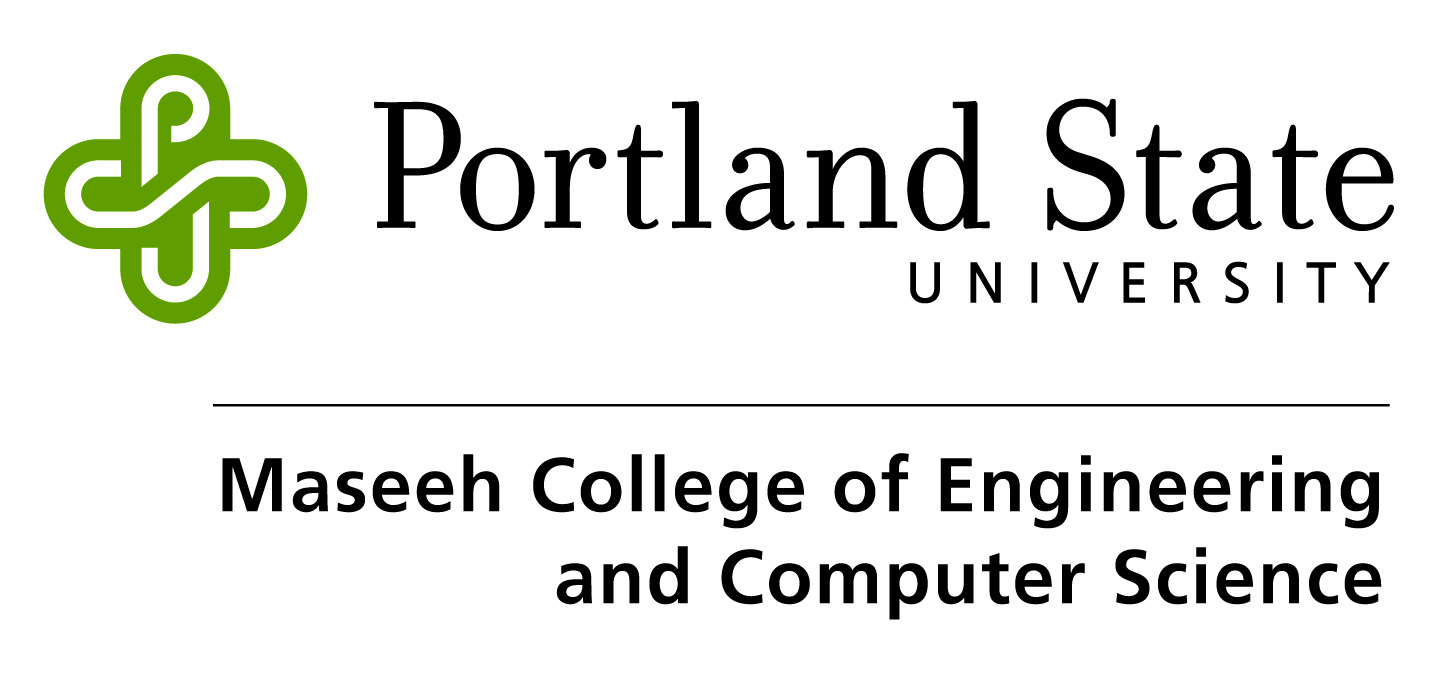 Portland State
UNIVERSITY
Maseeh College of Engineering
and Computer Science